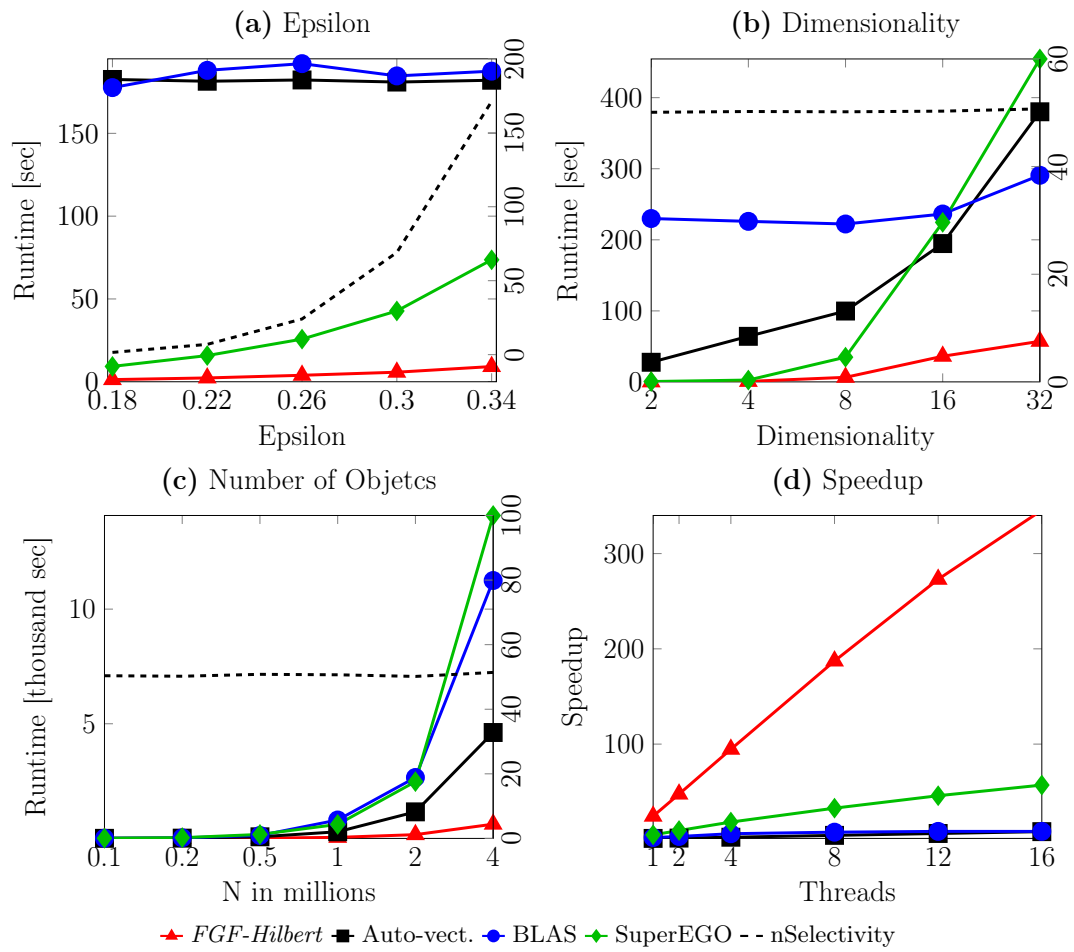 (a) Epsilon
(b) Dimensionality
Runtime [sec]
0
50
100
150
0
50
100
150
200
0.18 0.22 0.26 0.3 0.34
Epsilon
Runtime [sec]
0
100
200
300
400
0
20
40
60
2 4 8 16 32
Dimensionality
(c) Number of Objetcs
(d) Speedup
Runtime [thousand sec]
5
10
0
20
40
60
80
100
0.1 0.2 0.5 1 2 4
N in millions
Speedup
100
200
300
1 2 4 8 12 16
Threads
FGF-Hilbert Auto-vect. BLAS SuperEGO nSelectivity